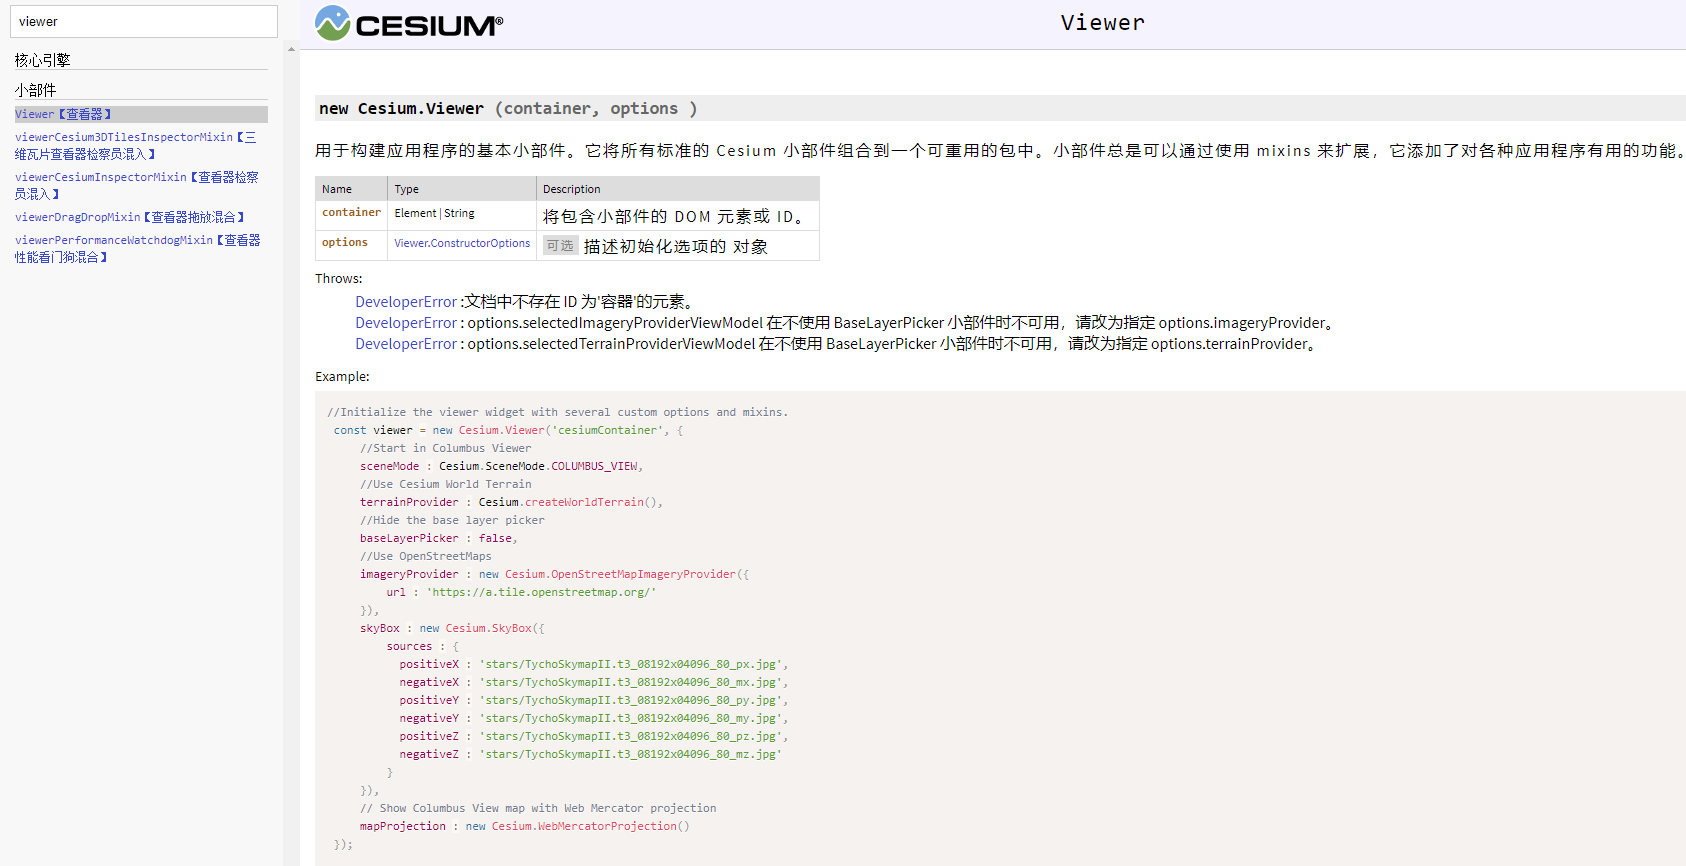 viewer
核心引擎
小部件
Viewer【查看器】
viewerCesium3DTilesInspectorMixin【三
维瓦片查看器检察员混入】
viewerCesiumInspectorMixin【查看器检察
员混入】
viewerDragDropMixin【查看器拖放混合】
viewerPerformanceWatchdogMixin【查看器
性能看门狗混合】
CESIUM®
Viewer
new Cesium.Viewer (container, options )
用于构建应用程序的基本小部件。它将所有标准的 Cesium 小部件组合到一个可重用的包中。小部件总是可以通过使用 mixins 来扩展，它添加了对各种应用程序有用的功能。
Name Type Description
container Element | String 将包含小部件的 DOM 元素或 ID。
options Viewer.ConstructorOptions 可选 描述初始化选项的 对象
Throws:
DeveloperError :文档中不存在 ID 为'容器'的元素。
DeveloperError : options.selectedImageryProviderViewModel 在不使用 BaseLayerPicker 小部件时不可用，请改为指定 options.imageryProvider。
DeveloperError : options.selectedTerrainProviderViewModel 在不使用 BaseLayerPicker 小部件时不可用，请改为指定 options.terrainProvider。
Example:
//Initialize the viewer widget with several custom options and mixins.
const viewer = new Cesium.Viewer('cesiumContainer', {
//Start in Columbus Viewer
sceneMode : Cesium.SceneMode.COLUMBUS_VIEW,
//Use Cesium World Terrain
terrainProvider : Cesium.createWorldTerrain(),
//Hide the base layer picker
baseLayerPicker : false,
//Use OpenStreetMaps
imageryProvider : new Cesium.OpenStreetMapImageryProvider({
url : 'https://a.tile.openstreetmap.org/'
}),
skyBox : new Cesium.SkyBox({
sources : {
positiveX : 'stars/TychoSkymapII.t3_08192x04096_80_px.jpg',
negativeX : 'stars/TychoSkymapII.t3_08192x04096_80_mx.jpg',
positiveY : 'stars/TychoSkymapII.t3_08192x04096_80_py.jpg',
negativeY : 'stars/TychoSkymapII.t3_08192x04096_80_my.jpg',
positiveZ : 'stars/TychoSkymapII.t3_08192x04096_80_pz.jpg',
negativeZ : 'stars/TychoSkymapII.t3_08192x04096_80_mz.jpg'
}
}),
// Show Columbus View map with Web Mercator projection
mapProjection : new Cesium.WebMercatorProjection()
});